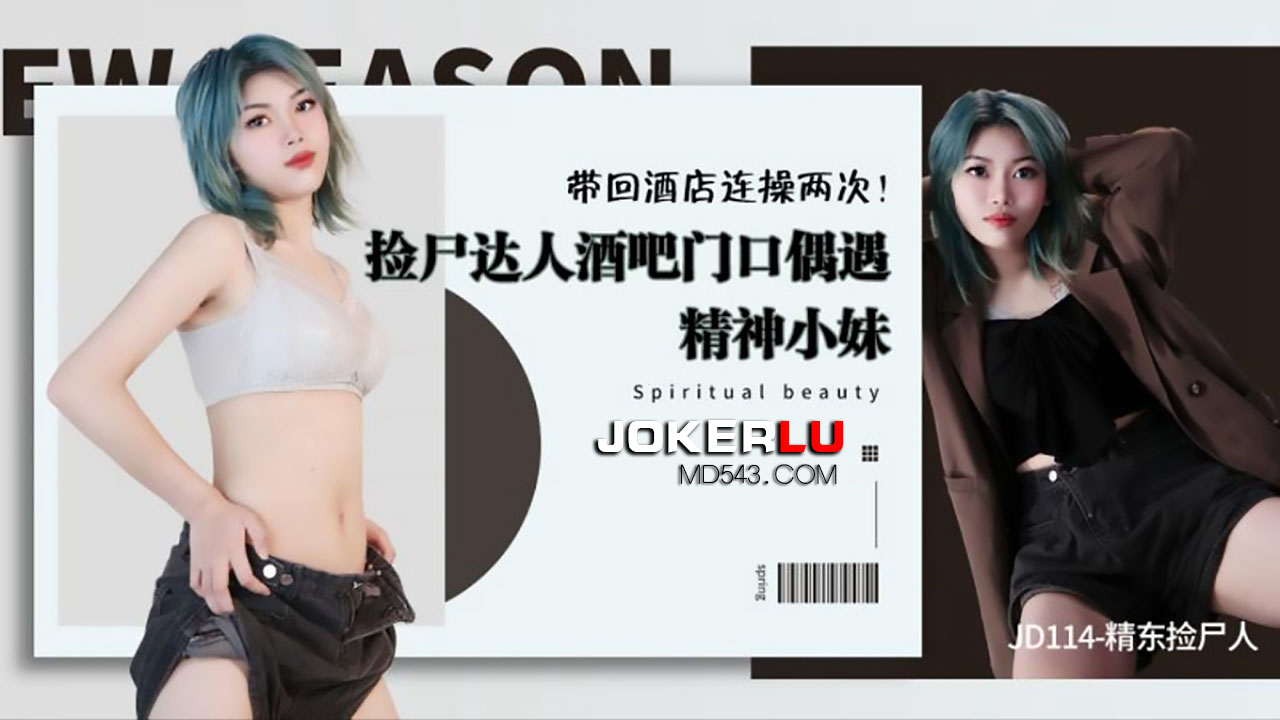 EW SEASON
带回酒店连操两次!
捡尸达人酒吧门口偶遇
精神小妹
Spiritual beauty
JOKERLU
MD543.COM
spring
JD114-精东捡尸人